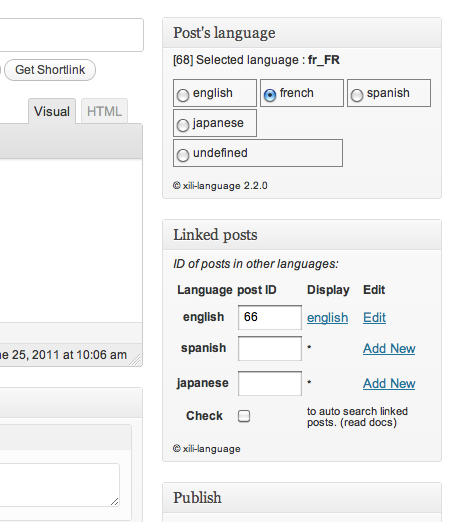 Post's language
[68] Selected language : fr_FR
Get Shortlink
english french spanish
Visual HTML
japanese
undefined
© xili-language 2.2.0
Linked posts
ID of posts in other languages:
Language post ID Display Edit
english 66 english Edit
spanish * Add New
e 25, 2011 at 10:06 am
japanese * Add New
Check to auto search linked
posts. (read docs)
© xili-language
Publish